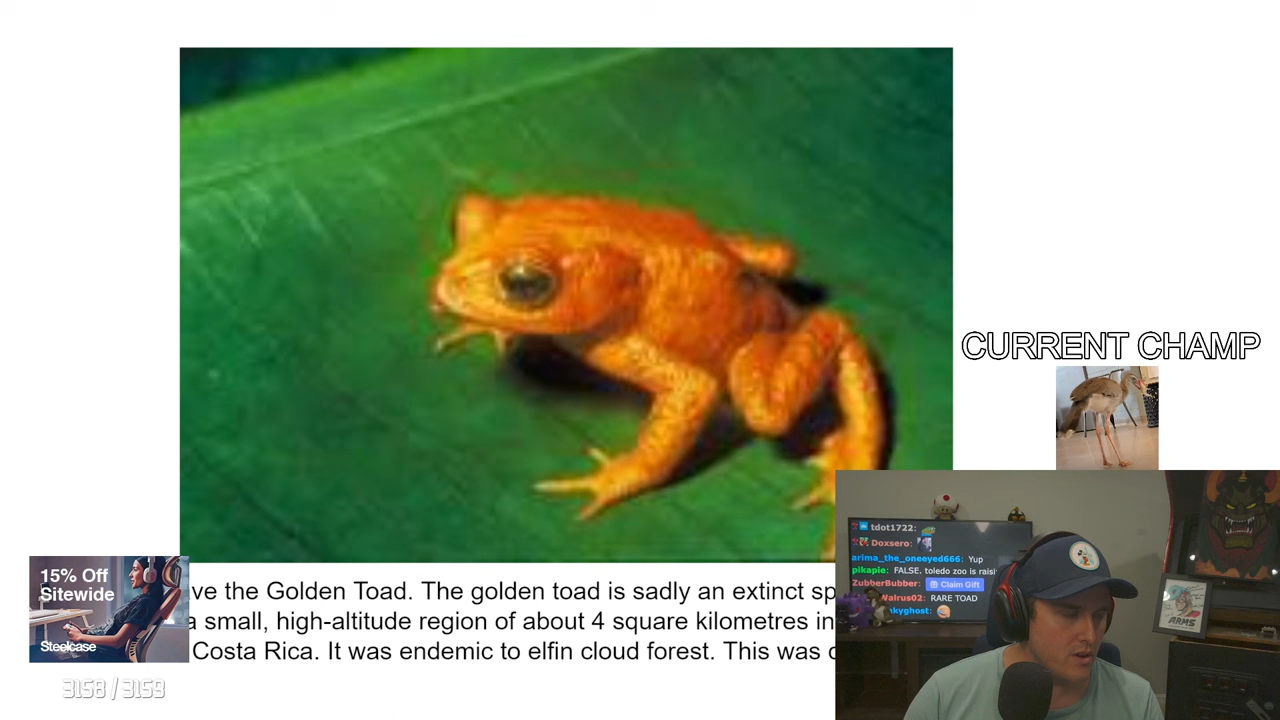 CURRENT CHAMP
tdot1722:
Doxsero:
arima_the_oneeyed666: Yup
pikapie: FALSE. toledo zoo is raisi
ZubberBubber: Claim Gift
Walrus02: RARE TOAD
nkyghost:
ARMS
15% Off
Sitewide
Steelcase
ve the Golden Toad. The golden toad is sadly an extinct sp
a small, high-altitude region of about 4 square kilometres in
Costa Rica. It was endemic to elfin cloud forest. This was
3158 / 3159